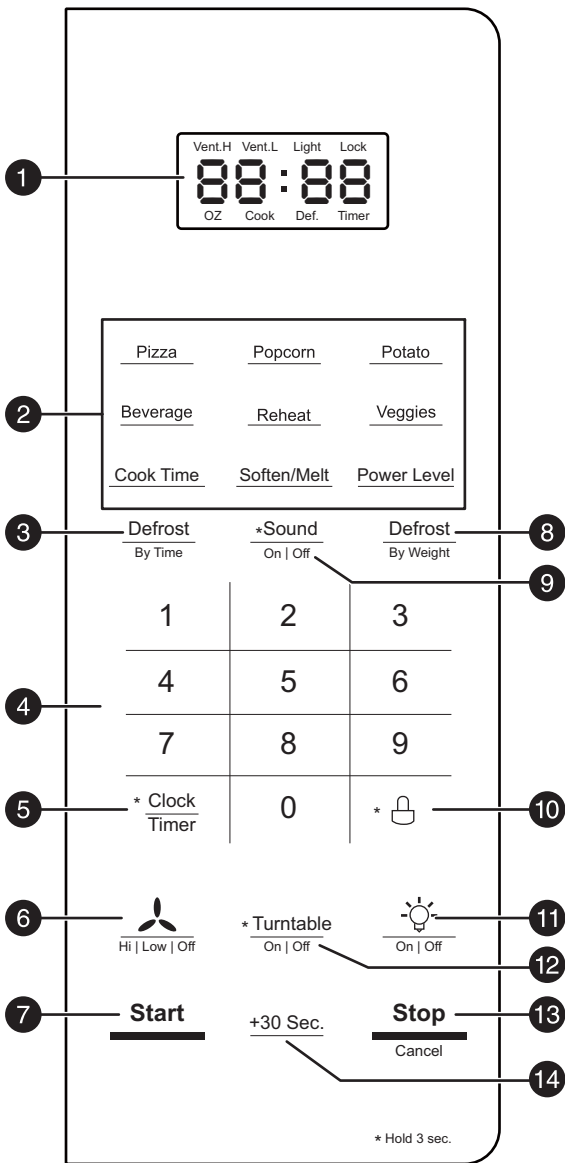 Vent.H Vent.L Light Lock
1 88:88
OZ Cook Def. Timer
Pizza Popcorn Potato
2 Beverage Reheat Veggies
Cook Time Soften/Melt Power Level
3 Defrost *Sound Defrost 8
By Time On | Off By Weight
9
1 2 3
4 5 6
4
7 8 9
5 * Clock 0 * 10
Timer
6 * Turntable 11
Hi | Low | Off On | Off On | Off
12
7 Start +30 Sec. Stop 13
Cancel
14
* Hold 3 sec.